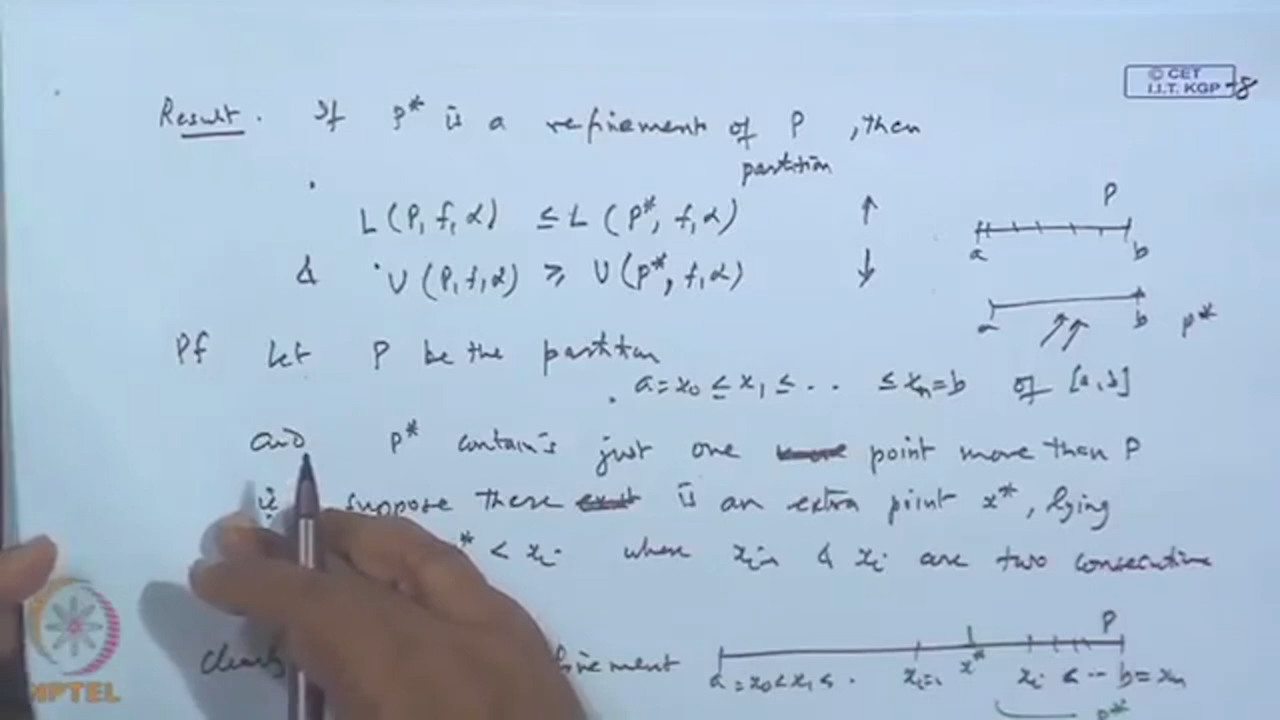 © CET
I.I.T. KGP
Result. If P* is a refinement of P, then
partition
L(P, f, α) ≤ L(P*, f, α) ↑
& U(P, f, α) ≥ U(P*, f, α) ↓
P
a b
a b P*
Pf Let P be the partition
a = x₀ ≤ x₁ ≤ .. ≤ xₙ = b of [a, b]
and P* contains just one point more than P
ie suppose there is an extra point x*, lying
* < xᵢ where xᵢ₋₁ & xᵢ are two consecutive
P
a = x₀ < x₁ ≤ . xᵢ₋₁ x* xᵢ ≤ -- b = xₙ
P*
NPTEL